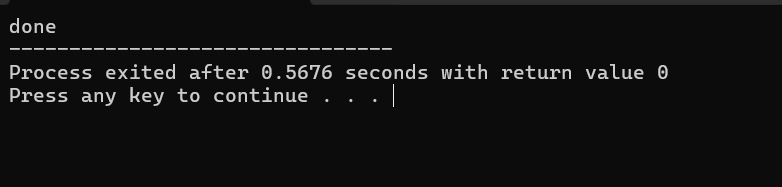 done
--------------------------------
Process exited after 0.5676 seconds with return value 0
Press any key to continue . . .